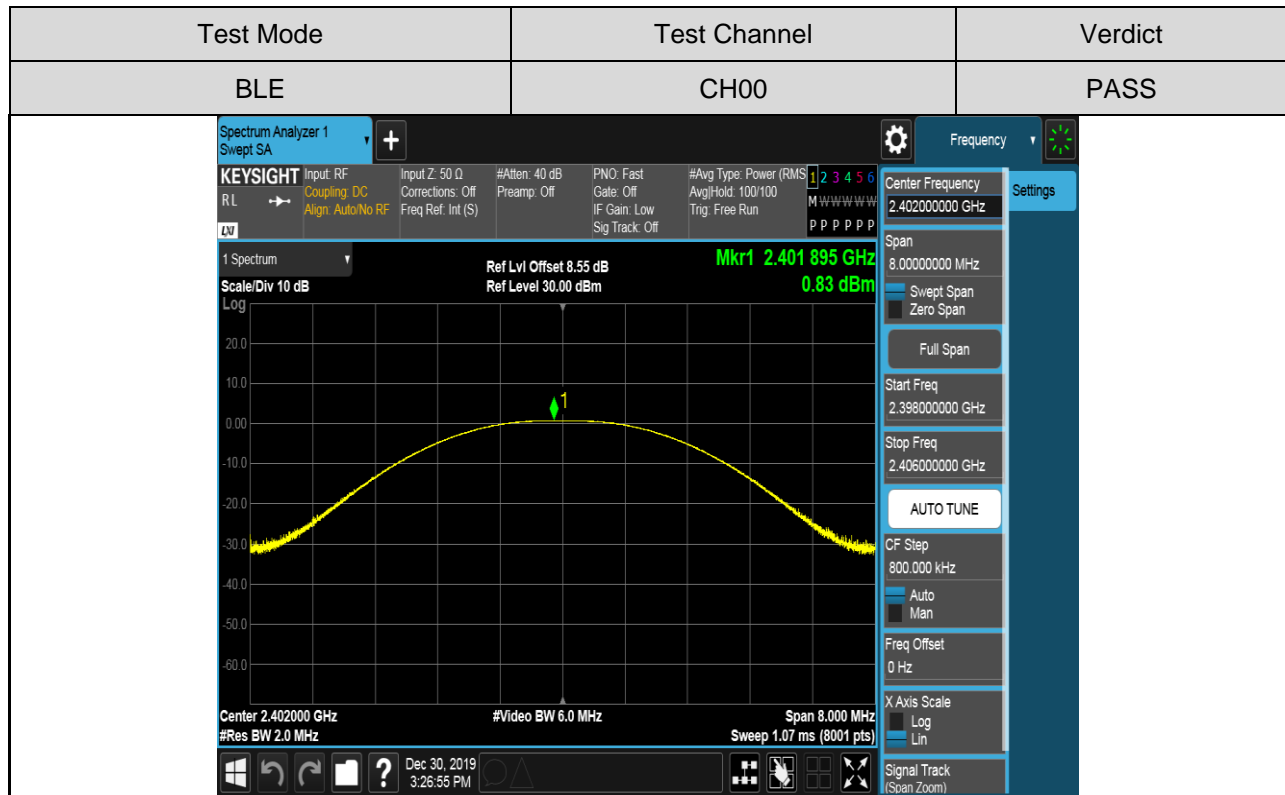 Test Mode Test Channel Verdict
BLE CH00 PASS
Spectrum Analyzer 1
Swept SA
+
Frequency
KEYSIGHT
RL
LXI
Input: RF
Coupling: DC
Align: Auto/No RF
Input Z: 50 Ω
Corrections: Off
Freq Ref: Int (S)
#Atten: 40 dB
Preamp: Off
PNO: Fast
Gate: Off
IF Gain: Low
Sig Track: Off
#Avg Type: Power (RMS
Avg|Hold: 100/100
Trig: Free Run
1 2 3 4 5 6
M W W W W W
P P P P P P
1 Spectrum
Scale/Div 10 dB
Ref Lvl Offset 8.55 dB
Ref Level 30.00 dBm
Mkr1 2.401 895 GHz
0.83 dBm
Log
20.0
10.0
0.00
-10.0
-20.0
-30.0
-40.0
-50.0
-60.0
1
Center 2.402000 GHz
#Res BW 2.0 MHz
#Video BW 6.0 MHz
Span 8.000 MHz
Sweep 1.07 ms (8001 pts)
Center Frequency
2.402000000 GHz
Settings
Span
8.00000000 MHz
Swept Span
Zero Span
Full Span
Start Freq
2.398000000 GHz
Stop Freq
2.406000000 GHz
AUTO TUNE
CF Step
800.000 kHz
Auto
Man
Freq Offset
0 Hz
X Axis Scale
Log
Lin
Signal Track
(Span Zoom)
?
Dec 30, 2019
3:26:55 PM